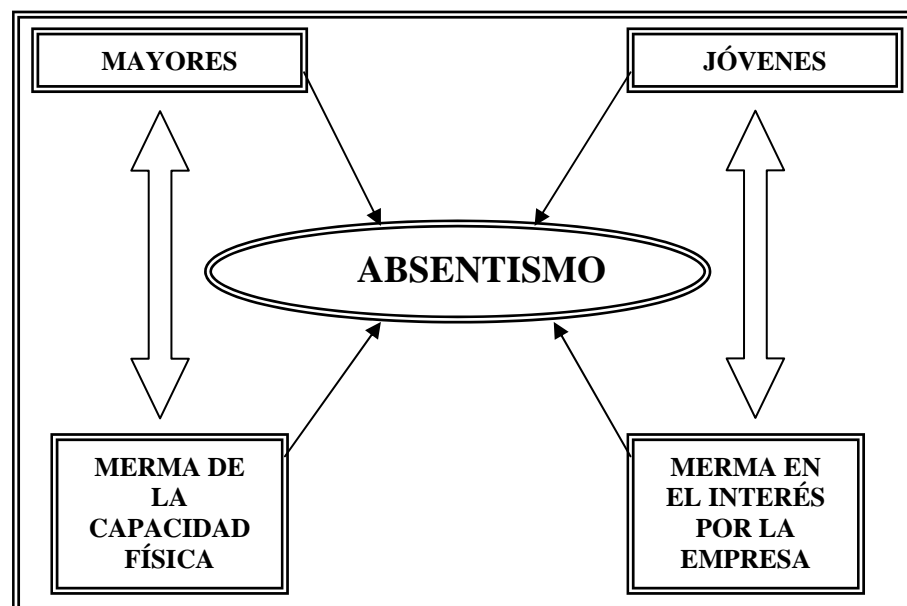 MAYORES
JÓVENES
ABSENTISMO
MERMA DE
LA
CAPACIDAD
FÍSICA
MERMA EN
EL INTERÉS
POR LA
EMPRESA